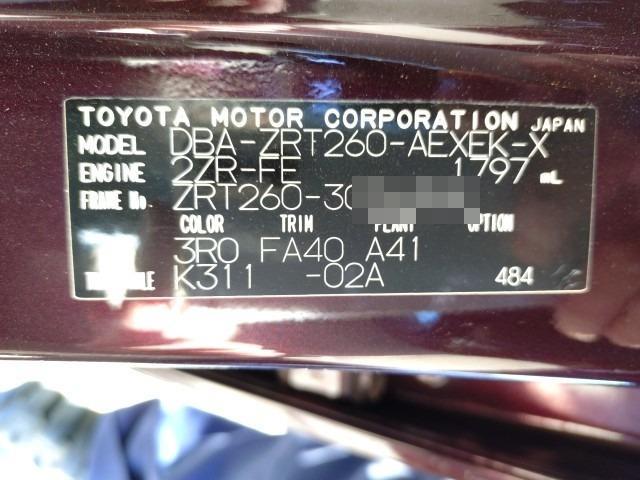 TOYOTA MOTOR CORPORATION JAPAN
MODEL DBA-ZRT260-AEXEK-X
ENGINE 2ZR-FE 1797 mL
FRAME No. ZRT260-30
COLOR TRIM PLANT OPTION
3R0 FA40 A41
K311 -02A 484